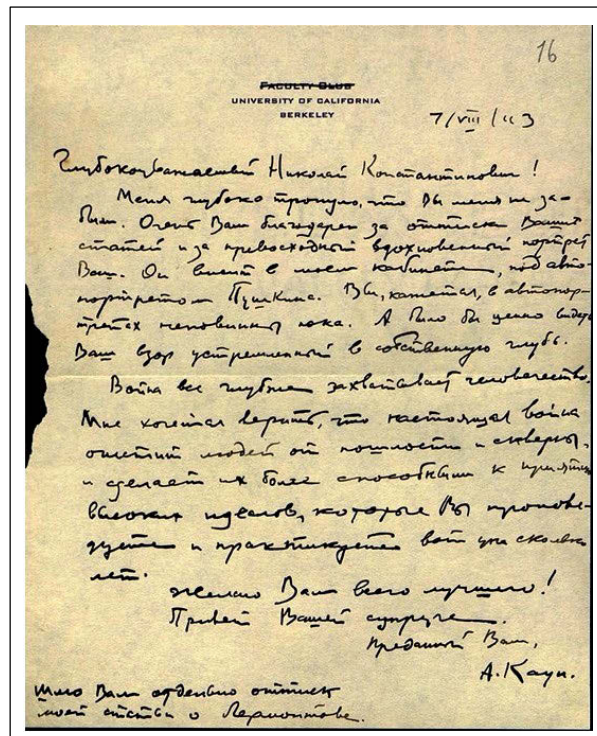 16
FACULTY CLUB
UNIVERSITY OF CALIFORNIA
BERKELEY
7/VIII/43
Глубокоуважаемый Николай Константинович!
Меня глубоко тронуло, что Вы меня не за-
были. Очень Вам благодарен за оттиски Ваших
статей и за превосходный вдохновенный портрет
Ваш. Он висит в моем кабинете, под авто-
портретом Пушкина. Вы, кажется, в автопор-
третах неповинны пока. А было бы ценно видеть
Ваш взор устремленный в собственную глубь.
Война все глубже захватывает человечество.
Мне хочется верить, что настоящая война
очистит людей от пошлости и скверны,
и сделает их более способными к принятию
высоких идеалов, которые Вы пропове-
дуете и практикуете вот уже сколько
лет.
Желаю Вам всего лучшего!
Привет Вашей супруге.
Преданный Вам,
А. Каун.
Шлю Вам отдельно оттиск
моей статьи о Лермонтове.